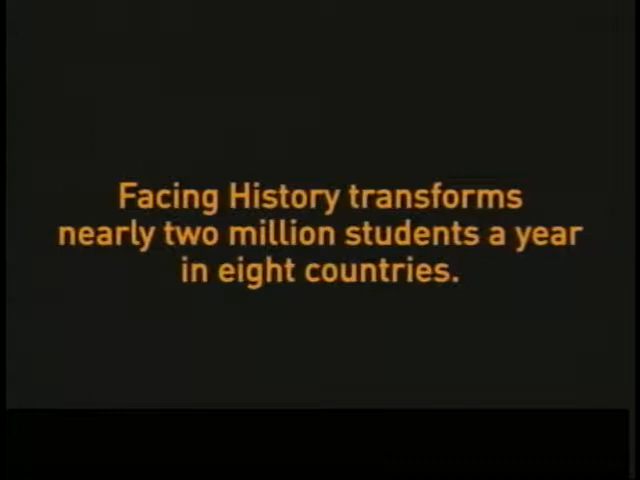 Facing History transforms
nearly two million students a year
in eight countries.